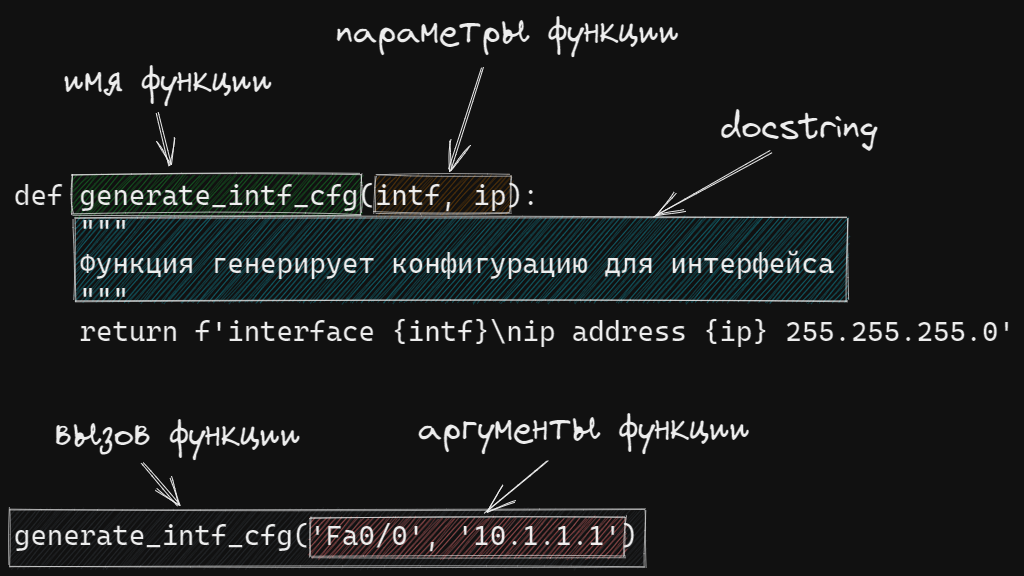 параметры функции
имя функции
docstring
def generate_intf_cfg(intf, ip):
"""
Функция генерирует конфигурацию для интерфейса
"""
return f'interface {intf}\nip address {ip} 255.255.255.0'
вызов функции
аргументы функции
generate_intf_cfg('Fa0/0', '10.1.1.1')